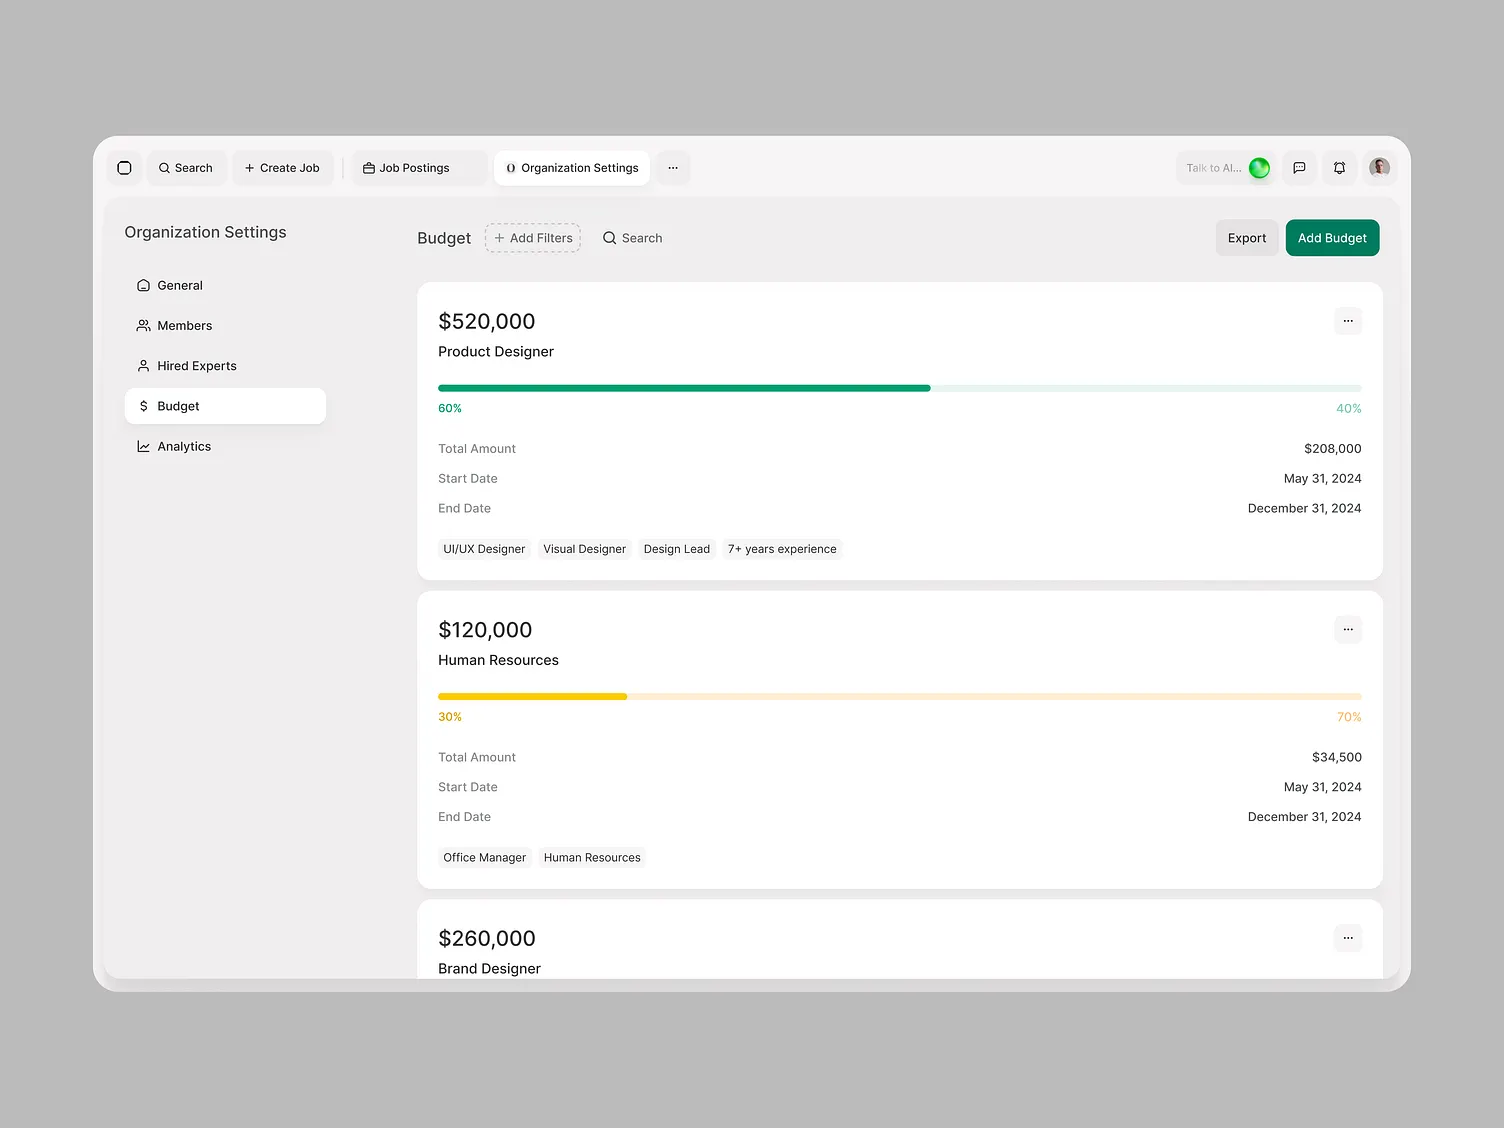 Search
+ Create Job
Job Postings
Organization Settings
...
Talk to AI...
Organization Settings
General
Members
Hired Experts
$ Budget
Analytics
Budget
+ Add Filters
Search
Export
Add Budget
$520,000
...
Product Designer
60%
40%
Total Amount
$208,000
Start Date
May 31, 2024
End Date
December 31, 2024
UI/UX Designer
Visual Designer
Design Lead
7+ years experience
$120,000
...
Human Resources
30%
70%
Total Amount
$34,500
Start Date
May 31, 2024
End Date
December 31, 2024
Office Manager
Human Resources
$260,000
...
Brand Designer